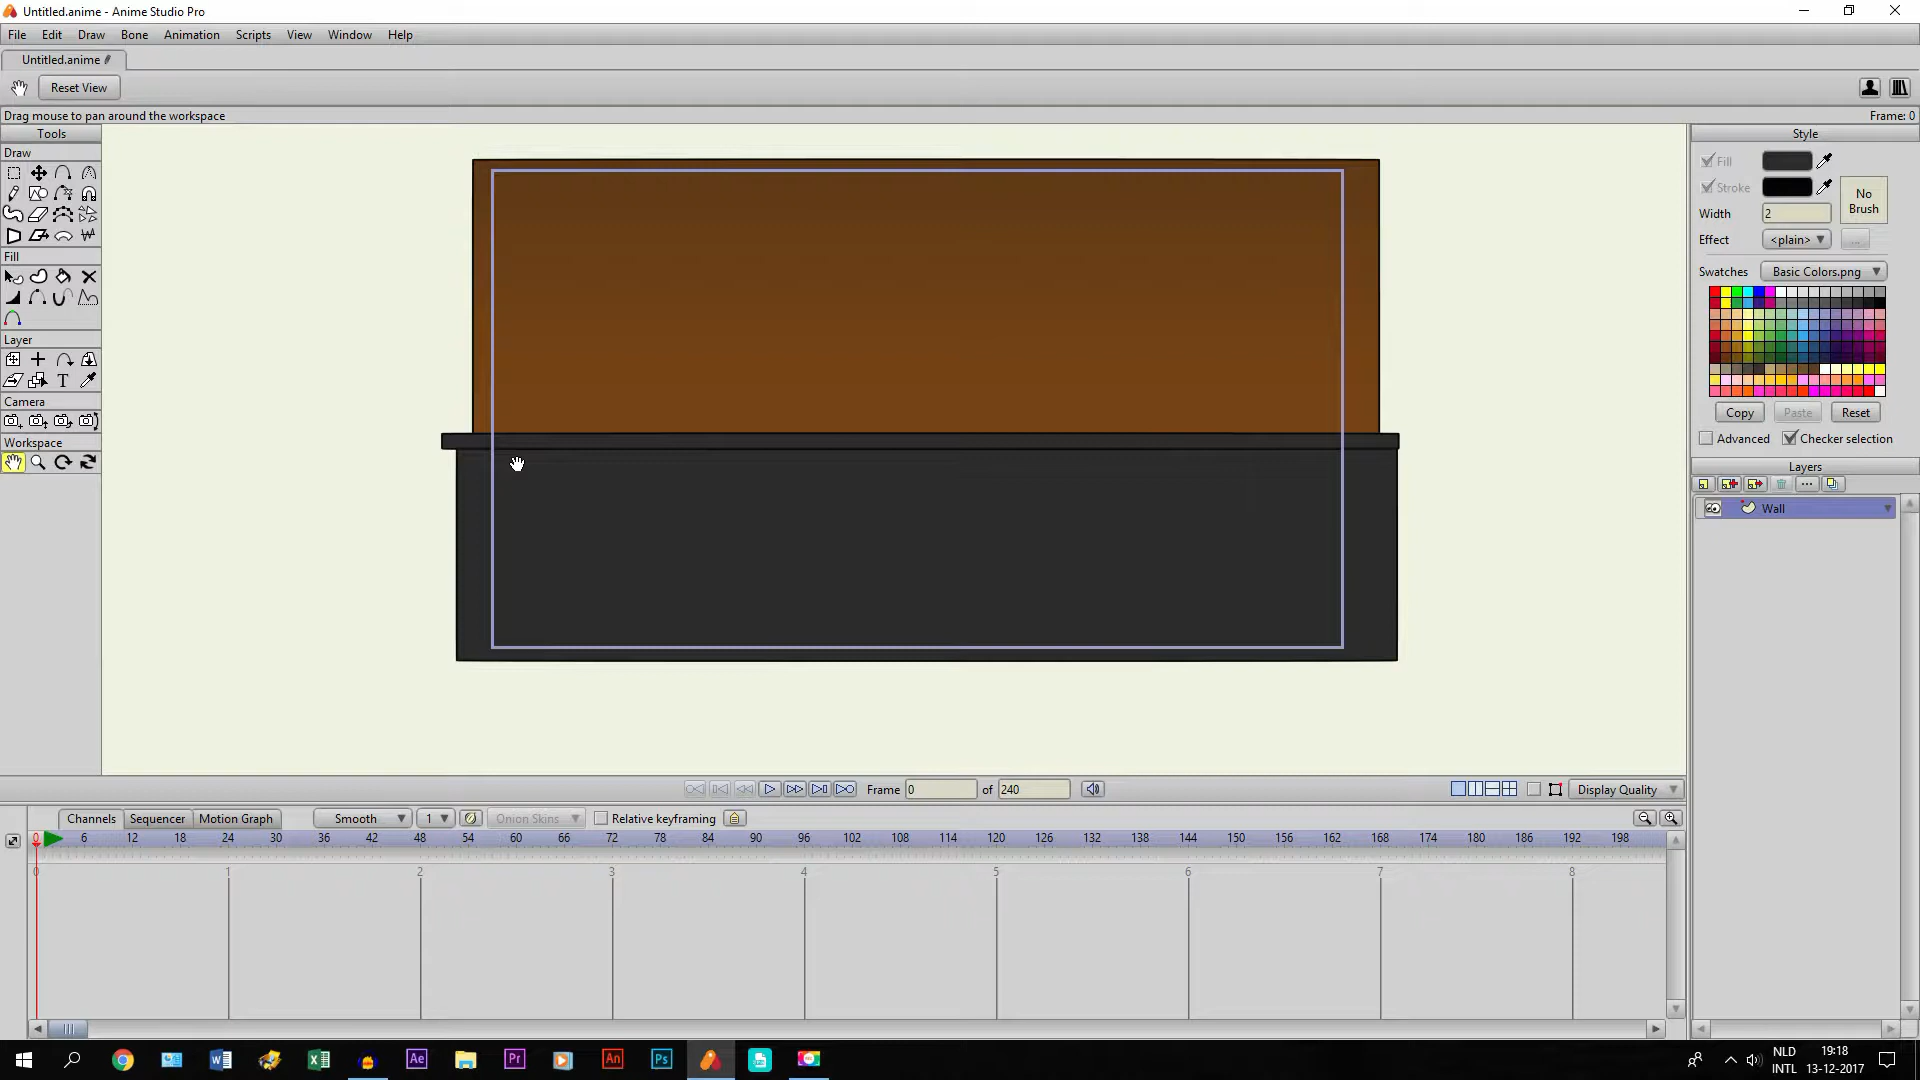 Untitled.anime - Anime Studio Pro
File Edit Draw Bone Animation Scripts View Window Help
Untitled.anime
Reset View
Drag mouse to pan around the workspace
Frame: 0
Tools
Draw
Fill
Layer
T
Camera
Workspace
Style
Fill
Stroke
No
Brush
Width 2
Effect <plain>
Swatches Basic Colors.png
Copy Paste Reset
Advanced Checker selection
Layers
...
Wall
Frame 0 of 240
Display Quality
Channels Sequencer Motion Graph Smooth 1 Onion Skins Relative keyframing
0 6 12 18 24 30 36 42 48 54 60 66 72 78 84 90 96 102 108 114 120 126 132 138 144 150 156 162 168 174 180 186 192 198
0 1 2 3 4 5 6 7 8
Ae Pr An Ps
NLD
INTL
19:18
13-12-2017